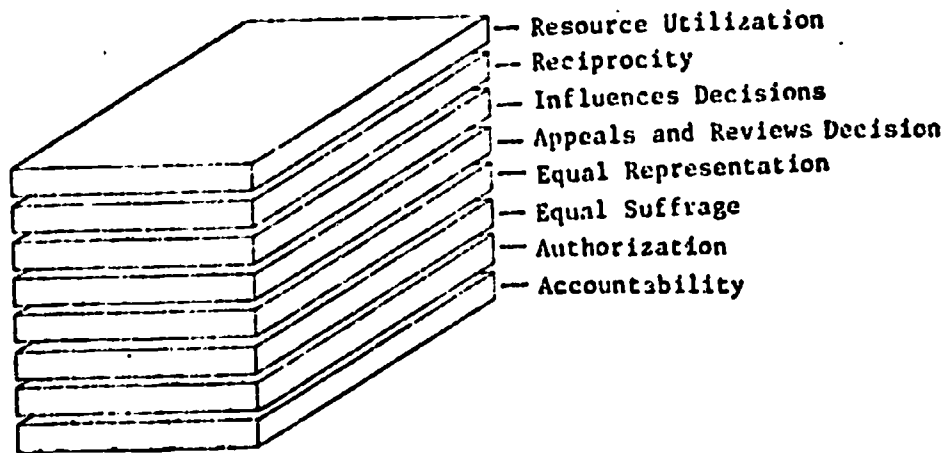 Resource Utilization
Reciprocity
Influences Decisions
Appeals and Reviews Decision
Equal Representation
Equal Suffrage
Authorization
Accountability